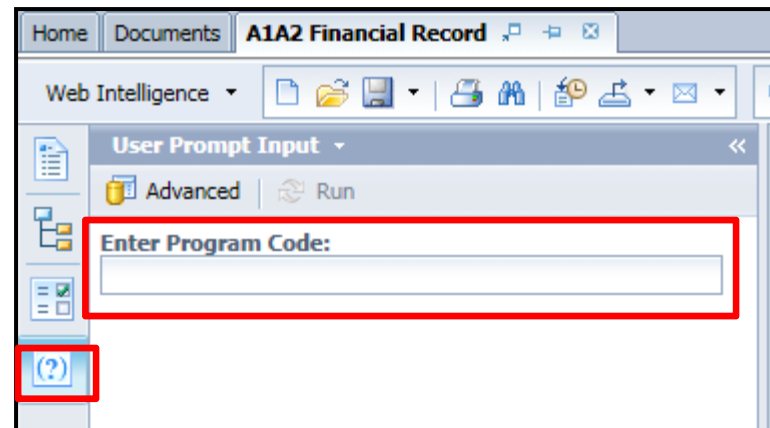 Home Documents A1A2 Financial Record
Web Intelligence
User Prompt Input
Advanced Run
Enter Program Code:
(?)